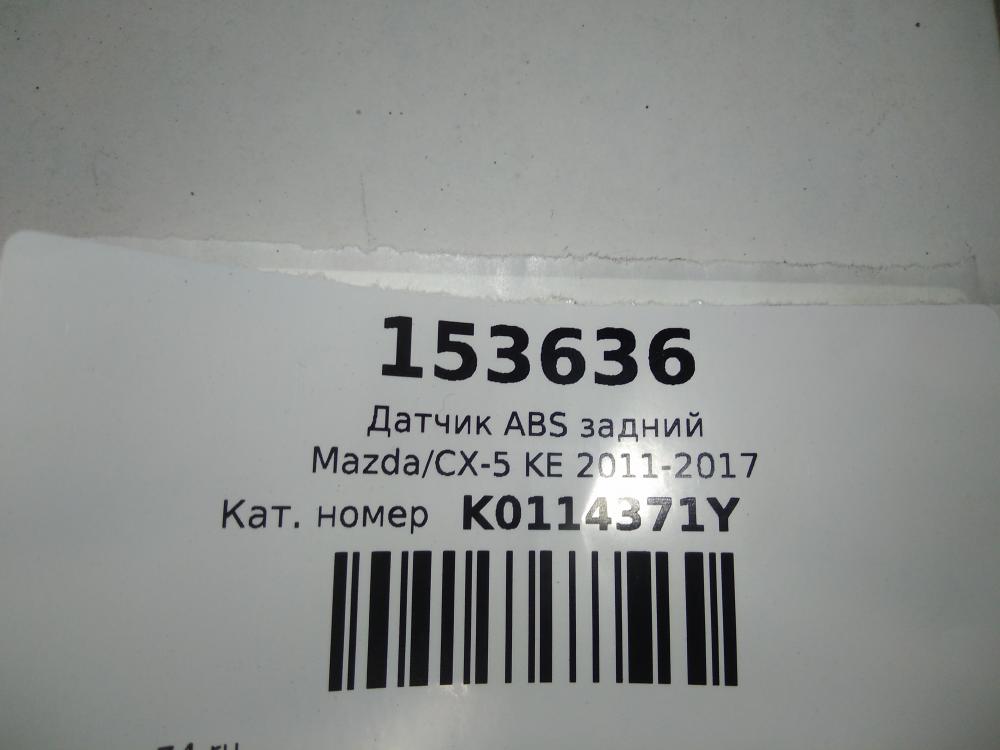 153636
Датчик ABS задний
Mazda/CX-5 KE 2011-2017
Кат. номер K0114371Y